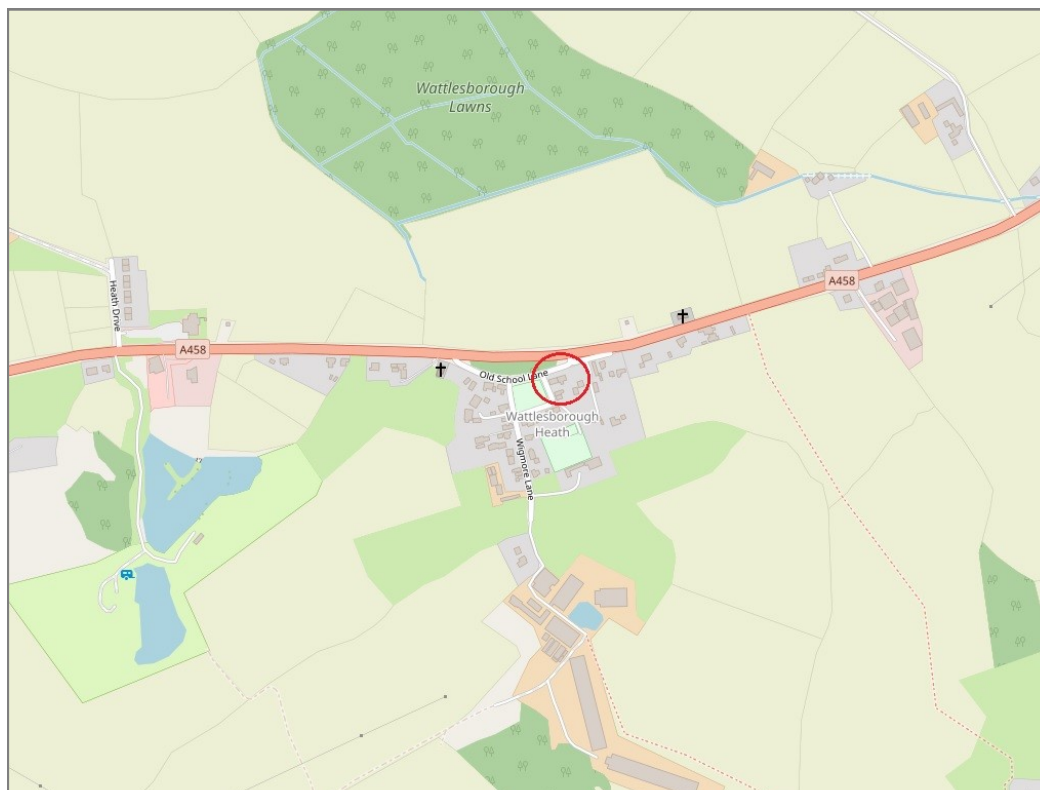 Wattlesborough
Lawns
Heath Drive
A458
A458
Old School Lane
Wattlesborough
Heath
Wigmore Lane